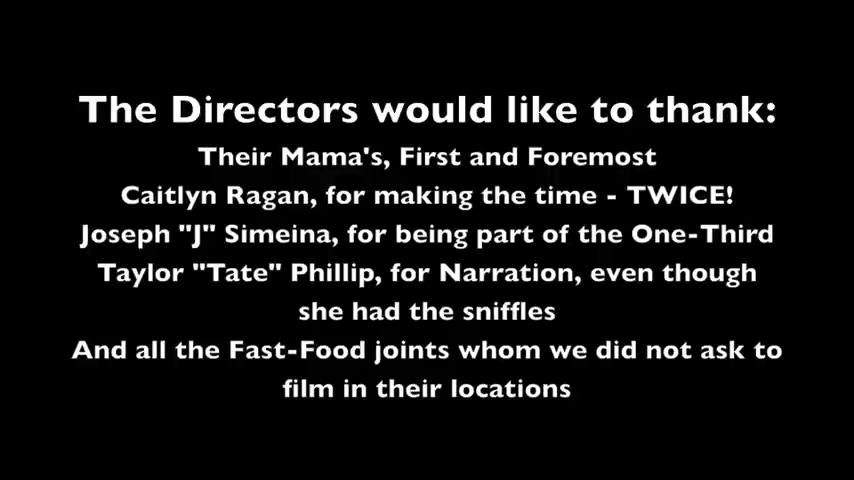 The Directors would like to thank:
Their Mama's, First and Foremost
Caitlyn Ragan, for making the time - TWICE!
Joseph "J" Simeina, for being part of the One-Third
Taylor "Tate" Phillip, for Narration, even though
she had the sniffles
And all the Fast-Food joints whom we did not ask to
film in their locations